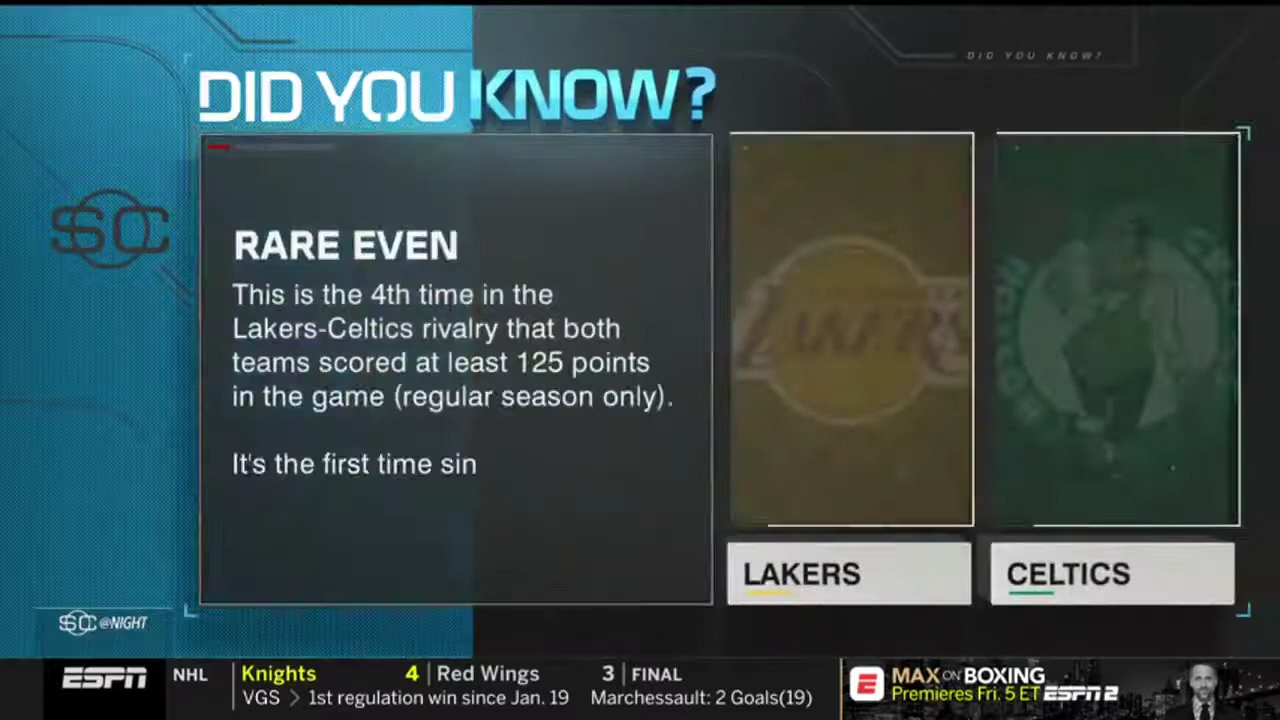 DID YOU KNOW?
DID YOU KNOW?
SC
RARE EVEN
This is the 4th time in the
Lakers-Celtics rivalry that both
teams scored at least 125 points
in the game (regular season only).
It's the first time sin
LAKERS
LAKERS
CELTICS
SC @NIGHT
ESPN
NHL
Knights 4 Red Wings 3 FINAL
VGS > 1st regulation win since Jan. 19 Marchessault: 2 Goals(19)
E
MAX ON BOXING
Premieres Fri. 5 ET ESPN2